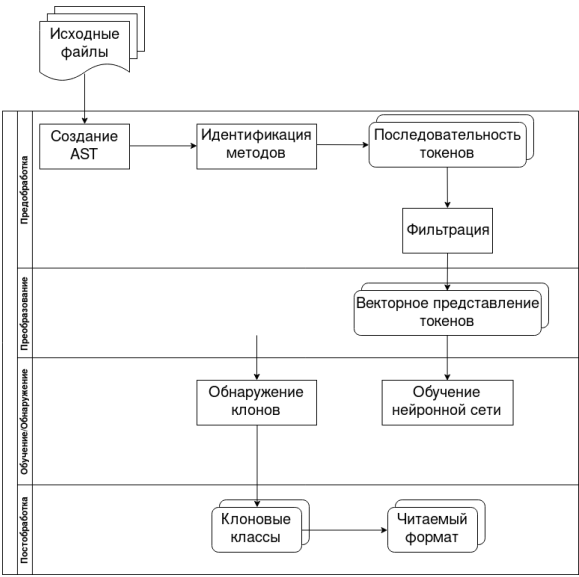 Исходные
файлы
Предобработка
Создание
AST
Идентификация
методов
Последовательность
токенов
Фильтрация
Преобразование
Векторное представление
токенов
Обучение/Обнаружение
Обнаружение
клонов
Обучение
нейронной сети
Постобработка
Клоновые
классы
Читаемый
формат